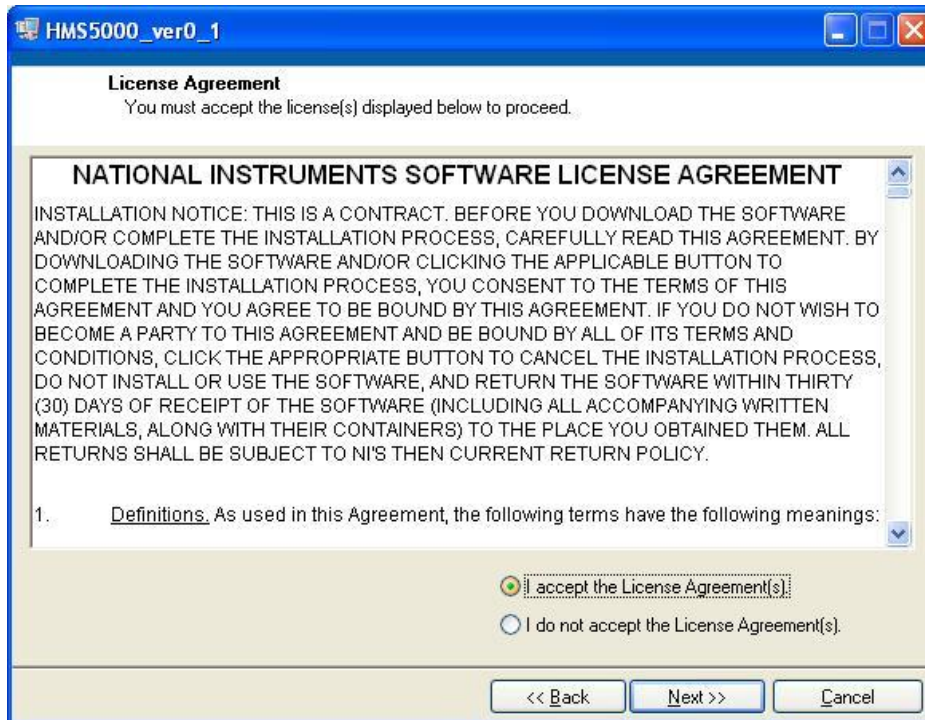 HMS5000_ver0_1
License Agreement
You must accept the license(s) displayed below to proceed.
NATIONAL INSTRUMENTS SOFTWARE LICENSE AGREEMENT
INSTALLATION NOTICE: THIS IS A CONTRACT. BEFORE YOU DOWNLOAD THE SOFTWARE
AND/OR COMPLETE THE INSTALLATION PROCESS, CAREFULLY READ THIS AGREEMENT. BY
DOWNLOADING THE SOFTWARE AND/OR CLICKING THE APPLICABLE BUTTON TO
COMPLETE THE INSTALLATION PROCESS, YOU CONSENT TO THE TERMS OF THIS
AGREEMENT AND YOU AGREE TO BE BOUND BY THIS AGREEMENT. IF YOU DO NOT WISH TO
BECOME A PARTY TO THIS AGREEMENT AND BE BOUND BY ALL OF ITS TERMS AND
CONDITIONS, CLICK THE APPROPRIATE BUTTON TO CANCEL THE INSTALLATION PROCESS,
DO NOT INSTALL OR USE THE SOFTWARE, AND RETURN THE SOFTWARE WITHIN THIRTY
(30) DAYS OF RECEIPT OF THE SOFTWARE (INCLUDING ALL ACCOMPANYING WRITTEN
MATERIALS, ALONG WITH THEIR CONTAINERS) TO THE PLACE YOU OBTAINED THEM. ALL
RETURNS SHALL BE SUBJECT TO NI'S THEN CURRENT RETURN POLICY.
1. Definitions. As used in this Agreement, the following terms have the following meanings:
I accept the License Agreement(s).
I do not accept the License Agreement(s).
<< Back Next >> Cancel